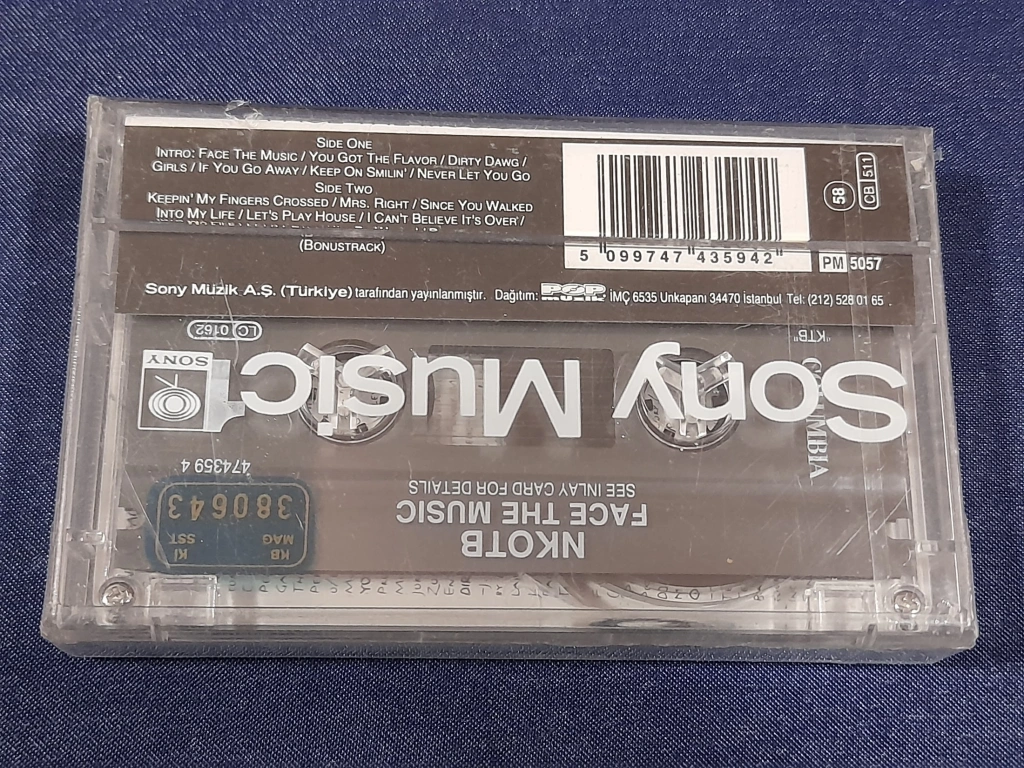 SIDE ONE
INTRO: FACE THE MUSIC / YOU GOT THE FLAVOR / DIRTY DAWG /
GIRLS / IF YOU GO AWAY / KEEP ON SMILIN' / NEVER LET YOU GO
SIDE TWO
KEEPIN' MY FINGERS CROSSED / MRS. RIGHT / SINCE YOU WALKED
INTO MY LIFE / LET'S PLAY HOUSE / I CAN'T BELIEVE IT'S OVER /
(BONUSTRACK)
5 099747 435942
58
CB 511
PM 5057
Sony Müzik A.Ş. (Türkiye) tarafından yayınlanmıştır. Dağıtım: POP MÜZİK İMÇ 6535 Unkapanı 34470 İstanbul Tel: (212) 528 01 65 .
LC 0162
"KTB"
SONY
Sony Music
COLUMBIA
474359 4
SEE INLAY CARD FOR DETAILS
FACE THE MUSIC
NKOTB
380643
KB
MAG
KI
SST